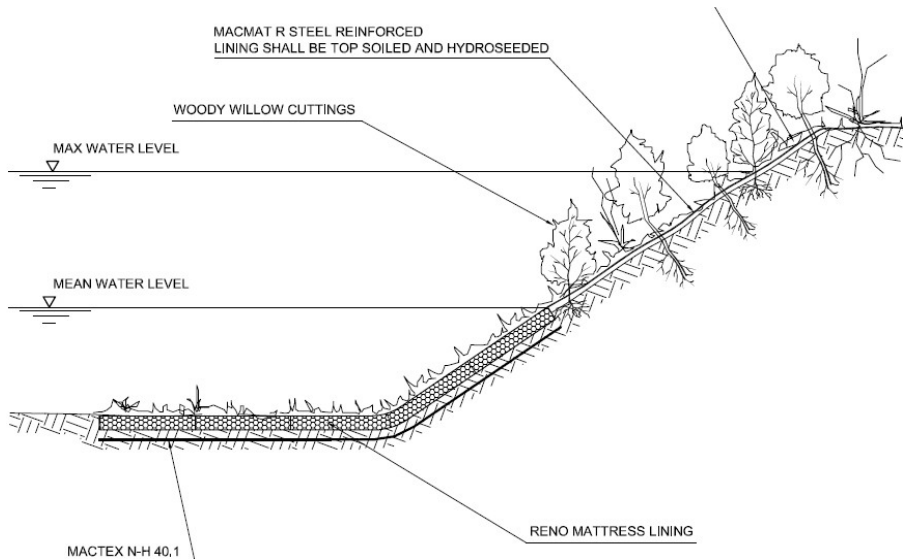 MACMAT R STEEL REINFORCED
LINING SHALL BE TOP SOILED AND HYDROSEEDED
WOODY WILLOW CUTTINGS
MAX WATER LEVEL
MEAN WATER LEVEL
RENO MATTRESS LINING
MACTEX N-H 40,1